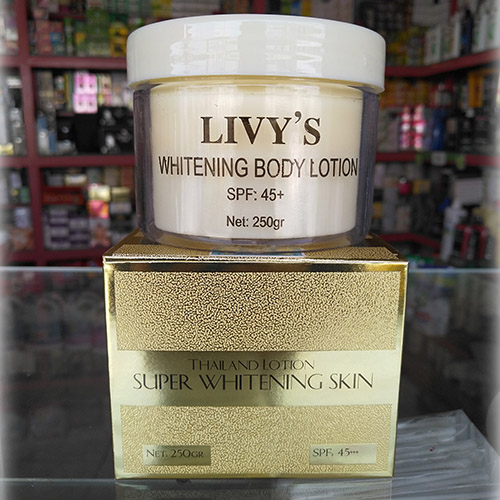 LIVY'S
WHITENING BODY LOTION
SPF: 45+
Net: 250gr
THAILAND LOTION
SUPER WHITENING SKIN
NET. 250GR
SPF. 45+++